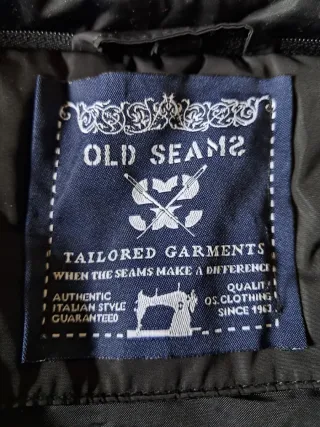 OLD SEAMS
TAILORED GARMENTS
WHEN THE SEAMS MAKE A DIFFERENCE
AUTHENTIC
ITALIAN STYLE
GUARANTEED
QUALITY
OS.CLOTHING
SINCE 1962